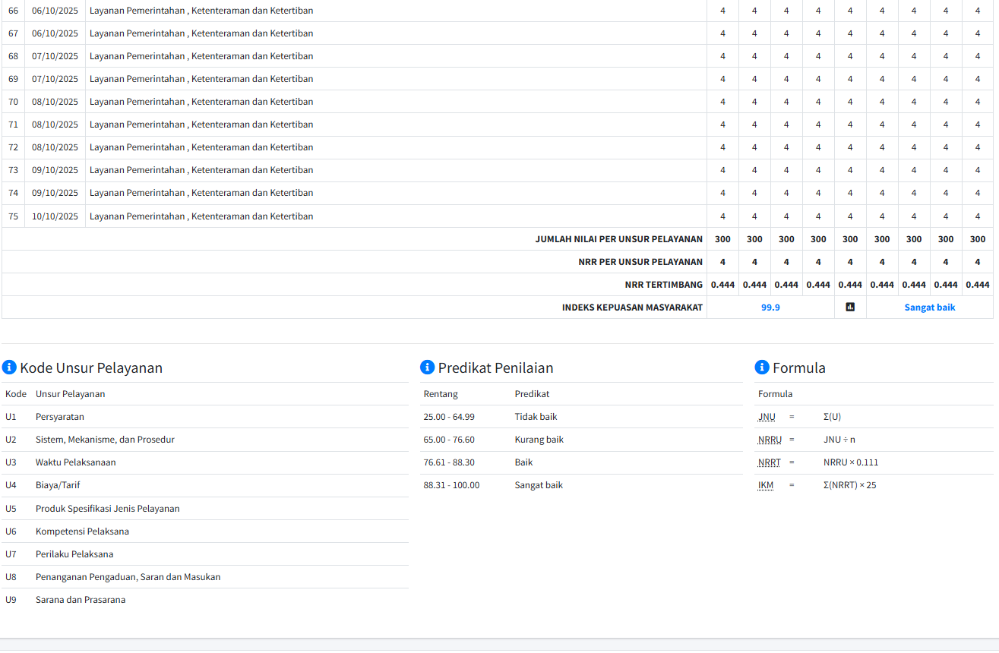 66 06/10/2025 Layanan Pemerintahan , Ketenteraman dan Ketertiban 4 4 4 4 4 4 4 4 4
67 06/10/2025 Layanan Pemerintahan , Ketenteraman dan Ketertiban 4 4 4 4 4 4 4 4 4
68 07/10/2025 Layanan Pemerintahan , Ketenteraman dan Ketertiban 4 4 4 4 4 4 4 4 4
69 07/10/2025 Layanan Pemerintahan , Ketenteraman dan Ketertiban 4 4 4 4 4 4 4 4 4
70 08/10/2025 Layanan Pemerintahan , Ketenteraman dan Ketertiban 4 4 4 4 4 4 4 4 4
71 08/10/2025 Layanan Pemerintahan , Ketenteraman dan Ketertiban 4 4 4 4 4 4 4 4 4
72 08/10/2025 Layanan Pemerintahan , Ketenteraman dan Ketertiban 4 4 4 4 4 4 4 4 4
73 09/10/2025 Layanan Pemerintahan , Ketenteraman dan Ketertiban 4 4 4 4 4 4 4 4 4
74 09/10/2025 Layanan Pemerintahan , Ketenteraman dan Ketertiban 4 4 4 4 4 4 4 4 4
75 10/10/2025 Layanan Pemerintahan , Ketenteraman dan Ketertiban 4 4 4 4 4 4 4 4 4
JUMLAH NILAI PER UNSUR PELAYANAN 300 300 300 300 300 300 300 300 300
NRR PER UNSUR PELAYANAN 4 4 4 4 4 4 4 4 4
NRR TERTIMBANG 0.444 0.444 0.444 0.444 0.444 0.444 0.444 0.444 0.444
INDEKS KEPUASAN MASYARAKAT 99.9 Sangat baik
Kode Unsur Pelayanan
Kode Unsur Pelayanan
U1 Persyaratan
U2 Sistem, Mekanisme, dan Prosedur
U3 Waktu Pelaksanaan
U4 Biaya/Tarif
U5 Produk Spesifikasi Jenis Pelayanan
U6 Kompetensi Pelaksana
U7 Perilaku Pelaksana
U8 Penanganan Pengaduan, Saran dan Masukan
U9 Sarana dan Prasarana
Predikat Penilaian
Rentang Predikat
25.00 - 64.99 Tidak baik
65.00 - 76.60 Kurang baik
76.61 - 88.30 Baik
88.31 - 100.00 Sangat baik
Formula
Formula
JNU = Σ(U)
NRRU = JNU ÷ n
NRRT = NRRU × 0.111
IKM = Σ(NRRT) × 25